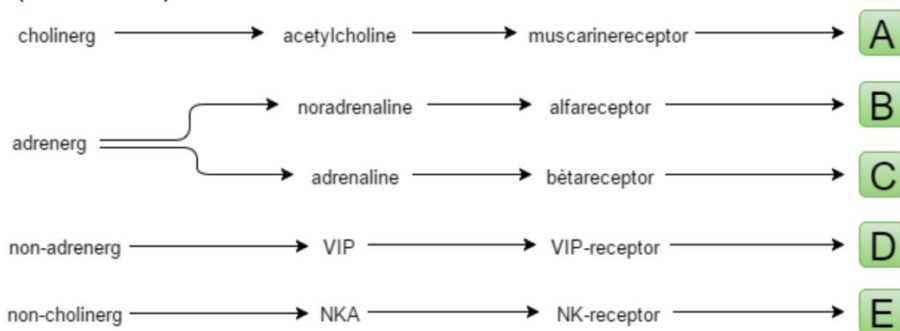 cholinerg acetylcholine muscarinereceptor A
noradrenaline alfareceptor B
adrenerg
adrenaline bètareceptor C
non-adrenerg VIP VIP-receptor D
non-cholinerg NKA NK-receptor E